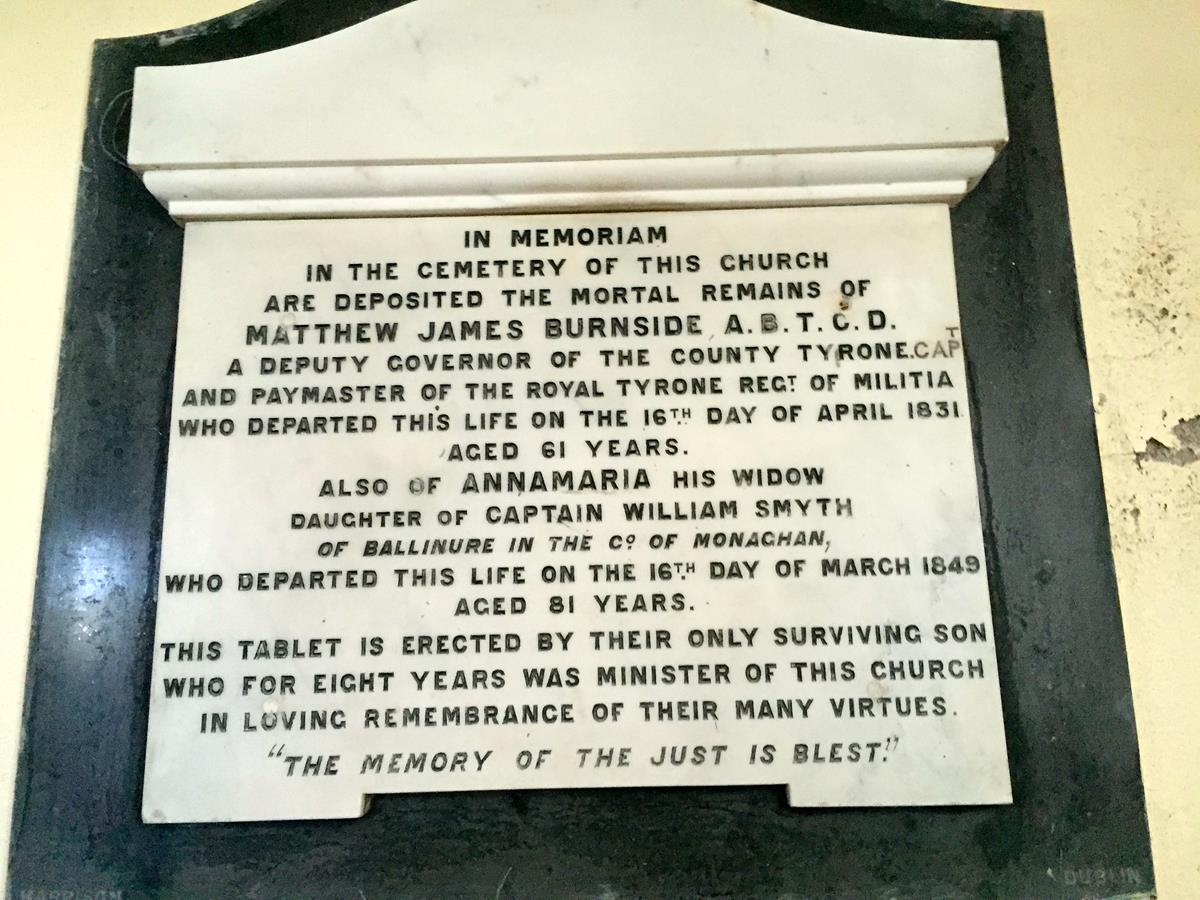 IN MEMORIAM
IN THE CEMETERY OF THIS CHURCH
ARE DEPOSITED THE MORTAL REMAINS OF
MATTHEW JAMES BURNSIDE, A.B.T.C.D.
A DEPUTY GOVERNOR OF THE COUNTY TYRONE. CAPT
AND PAYMASTER OF THE ROYAL TYRONE REGT. OF MILITIA
WHO DEPARTED THIS LIFE ON THE 16TH. DAY OF APRIL 1831.
AGED 61 YEARS.
ALSO OF ANNAMARIA HIS WIDOW
DAUGHTER OF CAPTAIN WILLIAM SMYTH
OF BALLINURE IN THE CO. OF MONAGHAN,
WHO DEPARTED THIS LIFE ON THE 16TH. DAY OF MARCH 1849
AGED 81 YEARS.
THIS TABLET IS ERECTED BY THEIR ONLY SURVIVING SON
WHO FOR EIGHT YEARS WAS MINISTER OF THIS CHURCH
IN LOVING REMEMBRANCE OF THEIR MANY VIRTUES.
"THE MEMORY OF THE JUST IS BLEST."
HARRISON DUBLIN